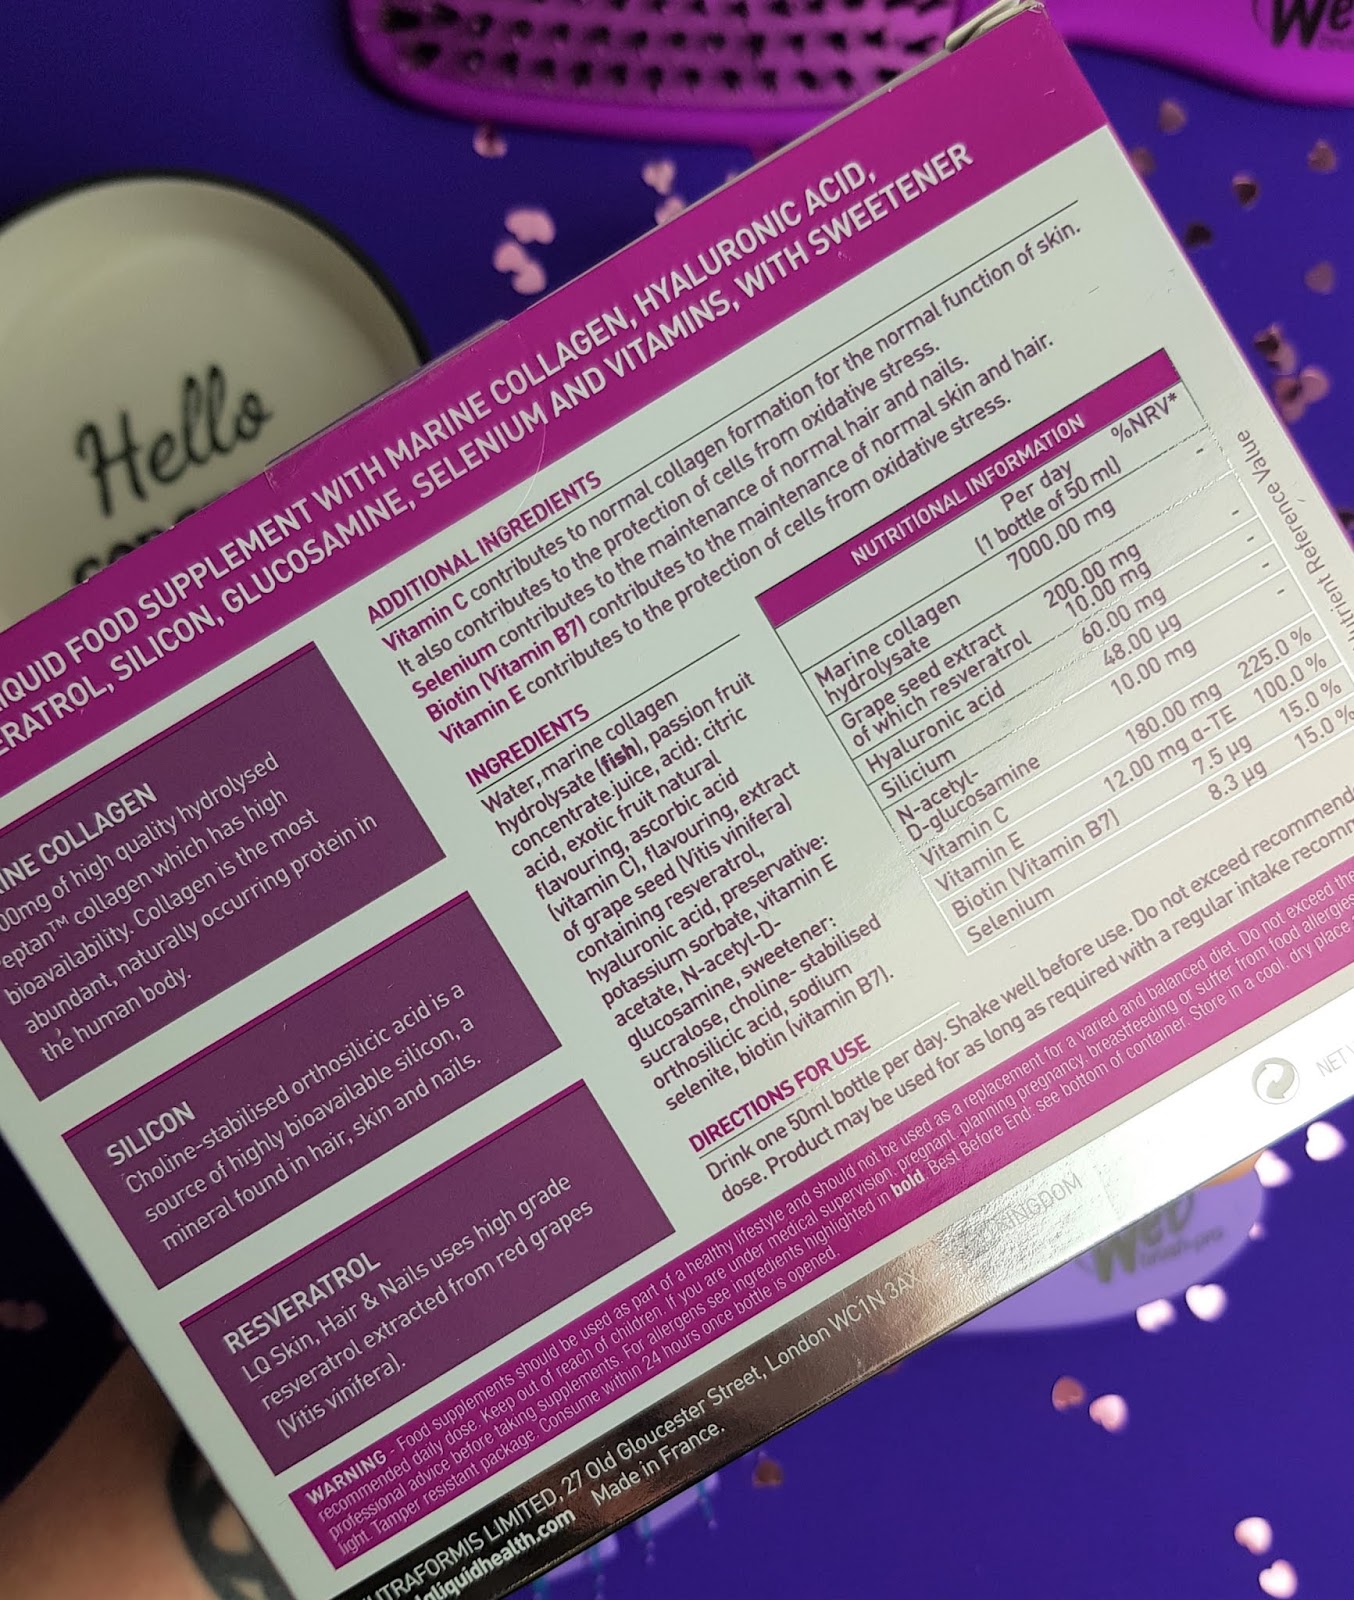 We
Hello
LIQUID FOOD SUPPLEMENT WITH MARINE COLLAGEN, HYALURONIC ACID,
ERATROL, SILICON, GLUCOSAMINE, SELENIUM AND VITAMINS, WITH SWEETENER
INE COLLAGEN
00mg of high quality hydrolysed
eptan™ collagen which has high
bioavailability. Collagen is the most
abundant, naturally occurring protein in
the human body.
SILICON
Choline-stabilised orthosilicic acid is a
source of highly bioavailable silicon, a
mineral found in hair, skin and nails.
RESVERATROL
LQ Skin, Hair & Nails uses high grade
resveratrol extracted from red grapes
(Vitis vinifera).
ADDITIONAL INGREDIENTS
Vitamin C contributes to normal collagen formation for the normal function of skin.
It also contributes to the protection of cells from oxidative stress.
Selenium contributes to the maintenance of normal hair and nails.
Biotin (Vitamin B7) contributes to the maintenance of normal skin and hair.
Vitamin E contributes to the protection of cells from oxidative stress.
INGREDIENTS
Water, marine collagen
hydrolysate (fish), passion fruit
concentrate juice, acid: citric
acid, exotic fruit natural
flavouring, ascorbic acid
(vitamin C), flavouring, extract
of grape seed (Vitis vinifera)
containing resveratrol,
hyaluronic acid, preservative:
potassium sorbate, vitamin E
acetate, N-acetyl-D-
glucosamine, sweetener:
sucralose, choline- stabilised
orthosilicic acid, sodium
selenite, biotin (vitamin B7).
NUTRITIONAL INFORMATION
Per day
(1 bottle of 50 ml) %NRV*
Marine collagen
hydrolysate 7000.00 mg -
Grape seed extract 200.00 mg -
of which resveratrol 10.00 mg -
Hyaluronic acid 60.00 mg -
Silicium 48.00 µg
N-acetyl-
D-glucosamine 10.00 mg
Vitamin C 180.00 mg 225.0 %
Vitamin E 12.00 mg α-TE 100.0 %
Biotin (Vitamin B7) 7.5 µg 15.0 %
Selenium 8.3 µg 15.0 %
utrient Reference Value
DIRECTIONS FOR USE
Drink one 50ml bottle per day. Shake well before use. Do not exceed recommende
dose. Product may be used for as long as required with a regular intake recomm
WARNING - Food supplements should be used as part of a healthy lifestyle and should not be used as a replacement for a varied and balanced diet. Do not exceed the
recommended daily dose. Keep out of reach of children. If you are under medical supervision, pregnant, planning pregnancy, breastfeeding or suffer from food allergies
professional advice before taking supplements. For allergens see ingredients highlighted in bold. Best Before End: see bottom of container. Store in a cool, dry place
light. Tamper resistant package. Consume within 24 hours once bottle is opened.
NET
UTRAFORMIS LIMITED, 27 Old Gloucester Street, London WC1N 3AX KINGDOM
qliquidhealth.com Made in France.
Wet
brush·pro